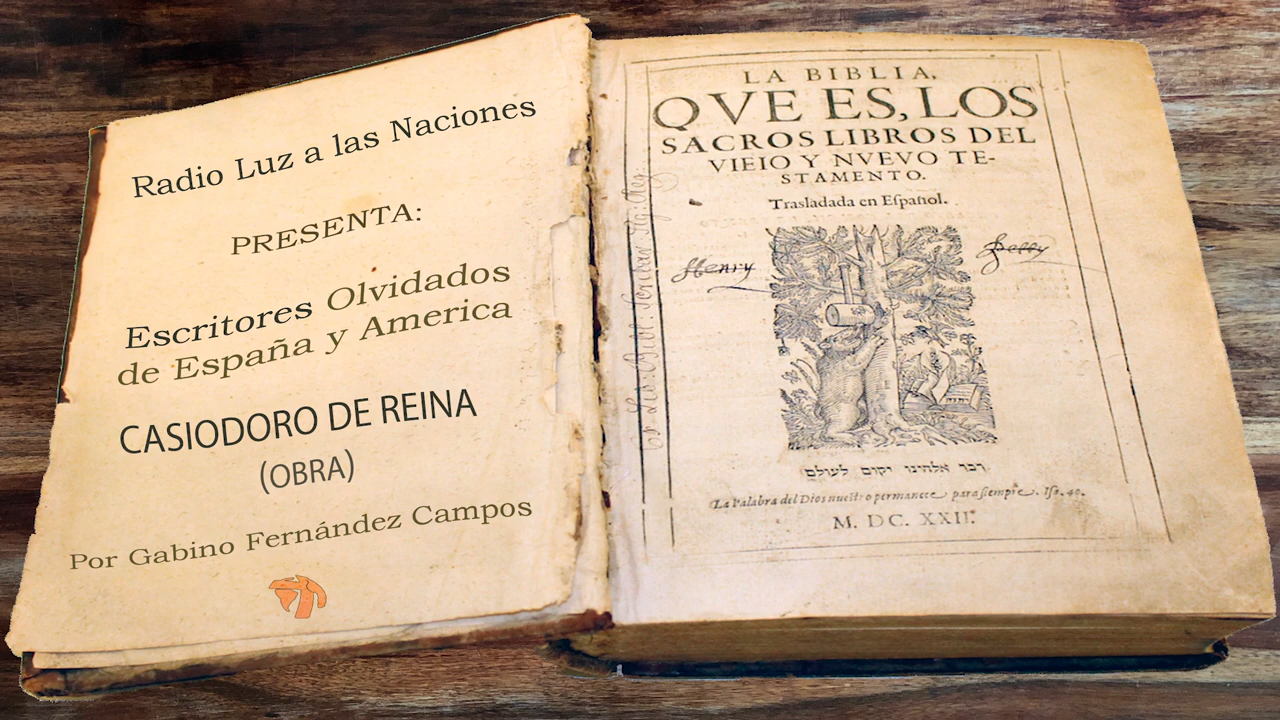 Radio Luz a las Naciones
PRESENTA:
Escritores Olvidados
de España y America
CASIODORO DE REINA
(OBRA)
Por Gabino Fernández Campos
LA BIBLIA,
QVE ES, LOS
SACROS LIBROS DEL
VIEIO Y NVEVO TE-
STAMENTO.
Trasladada en Eſpañol.
Henry
דבר אלהינו יקום לעולם
La Palabra del Dios nueſtro permanece para ſiempre. Iſa. 40.
M. DC. XXII.